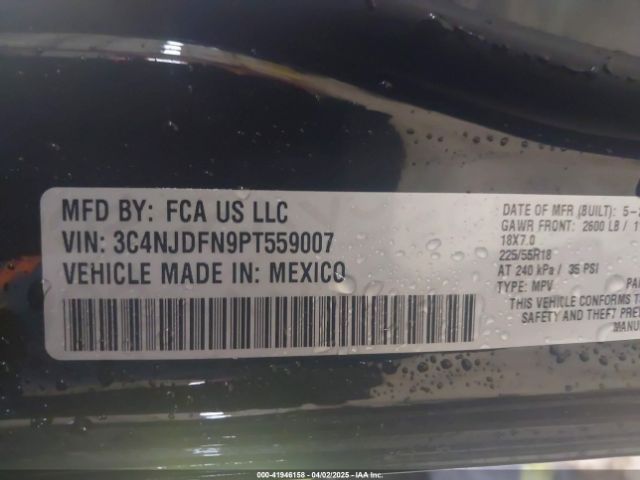 MFD BY: FCA US LLC
VIN: 3C4NJDFN9PT559007
VEHICLE MADE IN: MEXICO
DATE OF MFR (BUILT): 5-
GAWR FRONT: 2600 LB / 1
18X7.0
225/55R18
AT 240 kPa / 35 PSI
TYPE: MPV
THIS VEHICLE CONFORMS
SAFETY AND THEFT
000-41946158 - 04/02/2025 - IAA Inc.